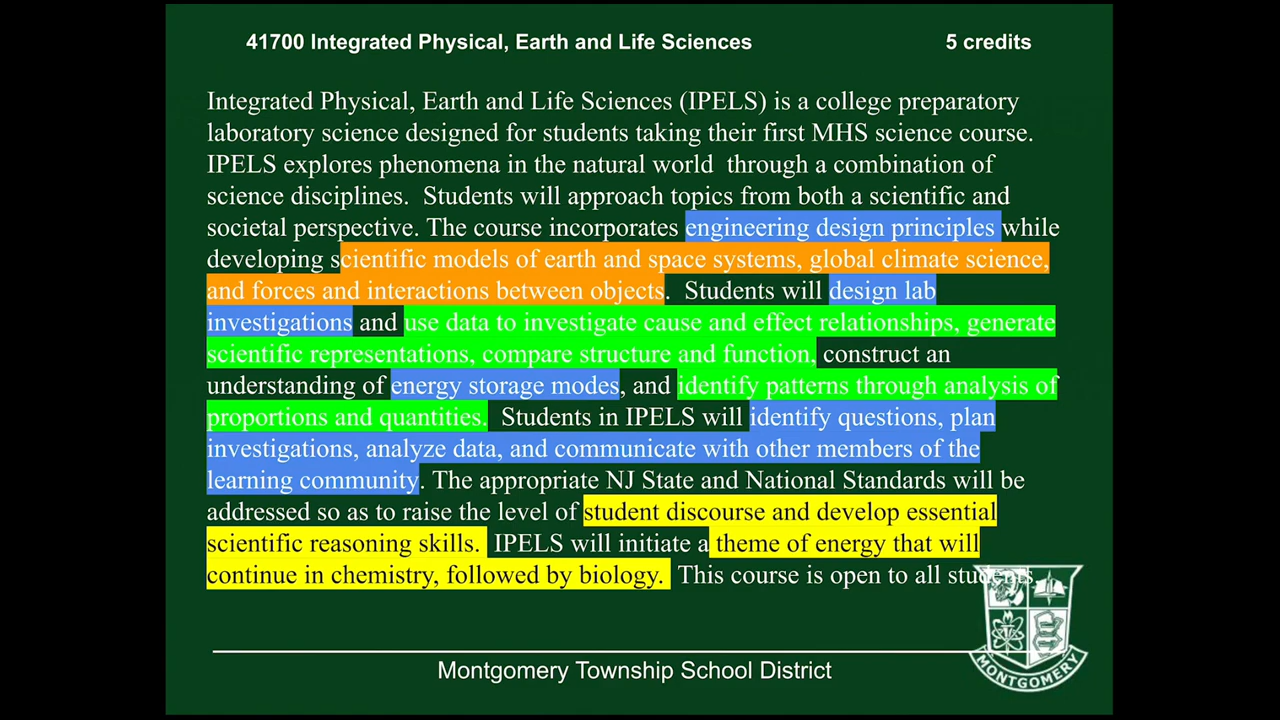 41700 Integrated Physical, Earth and Life Sciences 5 credits
Integrated Physical, Earth and Life Sciences (IPELS) is a college preparatory
laboratory science designed for students taking their first MHS science course.
IPELS explores phenomena in the natural world through a combination of
science disciplines. Students will approach topics from both a scientific and
societal perspective. The course incorporates engineering design principles while
developing scientific models of earth and space systems, global climate science,
and forces and interactions between objects. Students will design lab
investigations and use data to investigate cause and effect relationships, generate
scientific representations, compare structure and function, construct an
understanding of energy storage modes, and identify patterns through analysis of
proportions and quantities. Students in IPELS will identify questions, plan
investigations, analyze data, and communicate with other members of the
learning community. The appropriate NJ State and National Standards will be
addressed so as to raise the level of student discourse and develop essential
scientific reasoning skills. IPELS will initiate a theme of energy that will
continue in chemistry, followed by biology. This course is open to all students.
Montgomery Township School District
MONTGOMERY